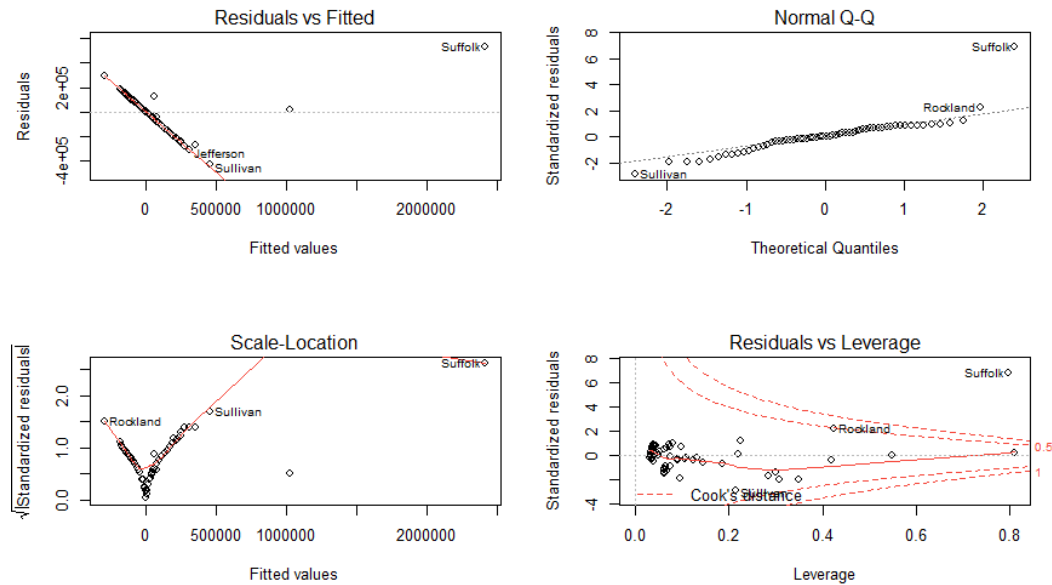 Residuals vs Fitted
Residuals
2e+05
-4e+05
Suffolk
Jefferson
Sullivan
0 500000 1000000 2000000
Fitted values
Normal Q-Q
Standardized residuals
8
6
4
2
0
-2
Suffolk
Rockland
Sullivan
-2 -1 0 1 2
Theoretical Quantiles
Scale-Location
√|Standardized residuals|
2.0
1.0
0.0
Suffolk
Rockland
Sullivan
0 500000 1000000 2000000
Fitted values
Residuals vs Leverage
Standardized residuals
8
6
4
2
0
-4
Suffolk
Rockland
0.5
1
Sullivan
Cook's distance
0.0 0.2 0.4 0.6 0.8
Leverage